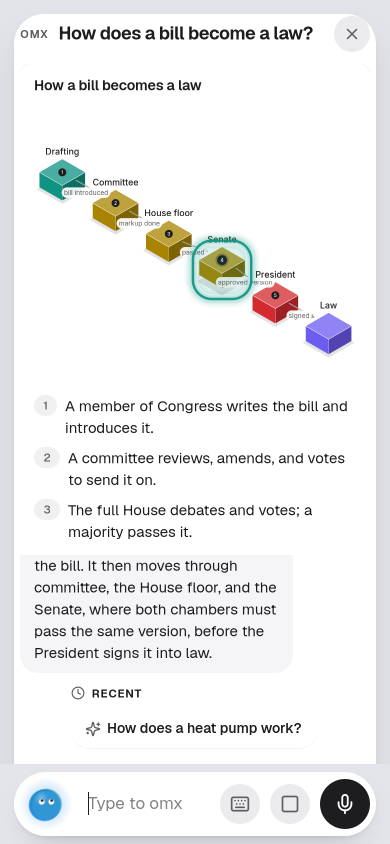 OMX How does a bill become a law?
How a bill becomes a law
Drafting
1
bill introduced
Committee
2
markup done
House floor
3
passed
Senate
4
approved version
President
5
signed
Law
1 A member of Congress writes the bill and
introduces it.
2 A committee reviews, amends, and votes
to send it on.
3 The full House debates and votes; a
majority passes it.
the bill. It then moves through
committee, the House floor, and the
Senate, where both chambers must
pass the same version, before the
President signs it into law.
RECENT
How does a heat pump work?
Type to omx